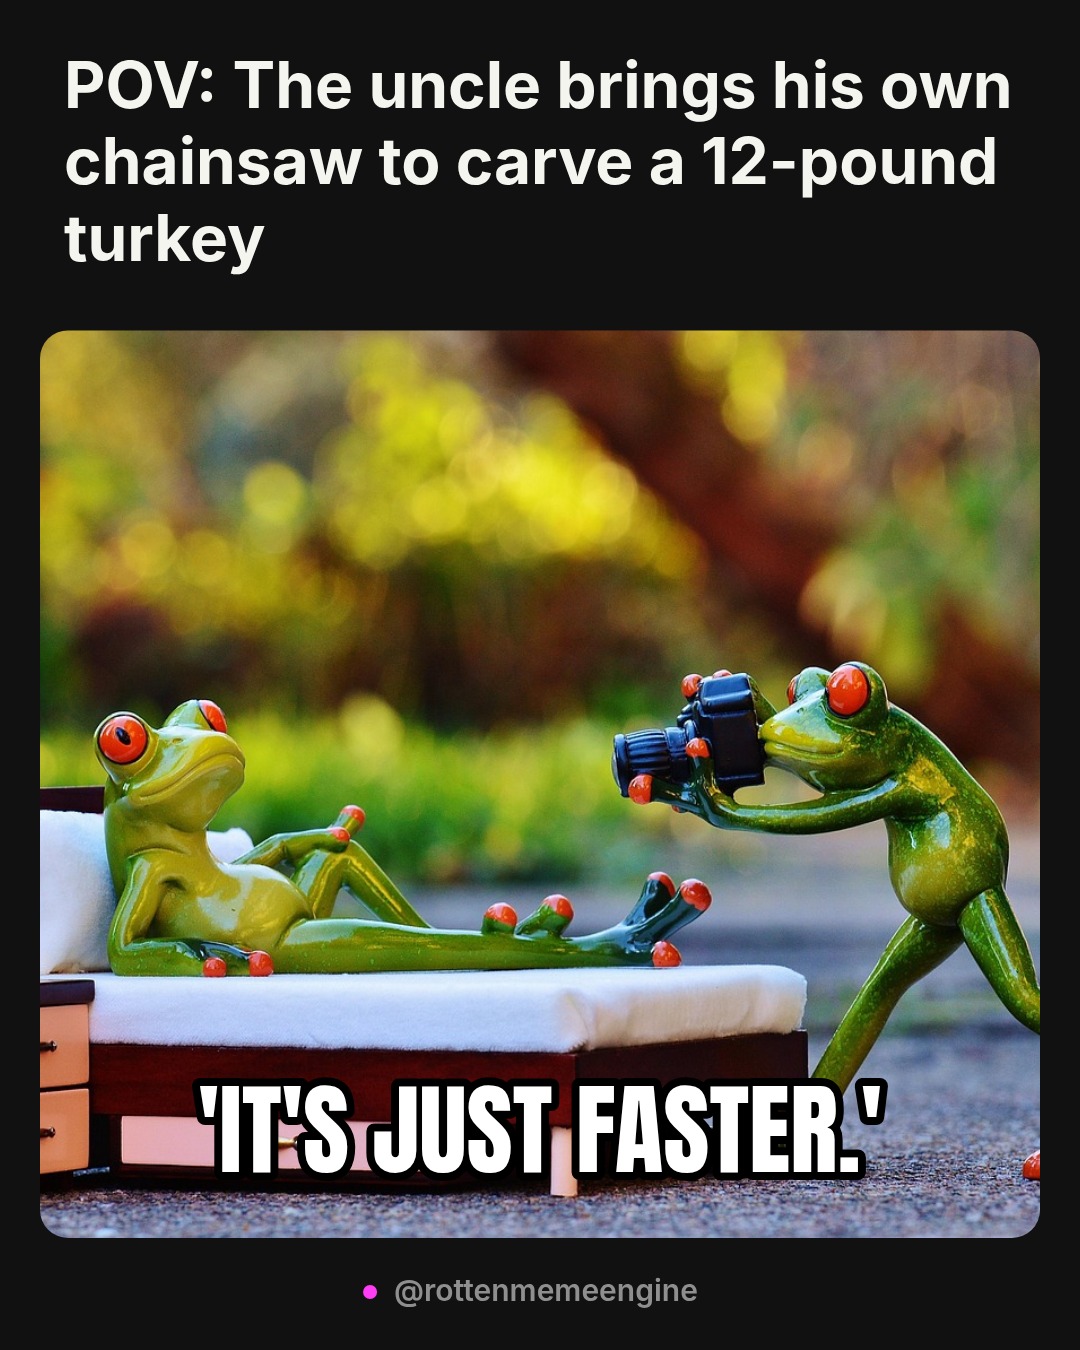 POV: The uncle brings his own
chainsaw to carve a 12-pound
turkey
'IT'S JUST FASTER.'
@rottenmemeengine